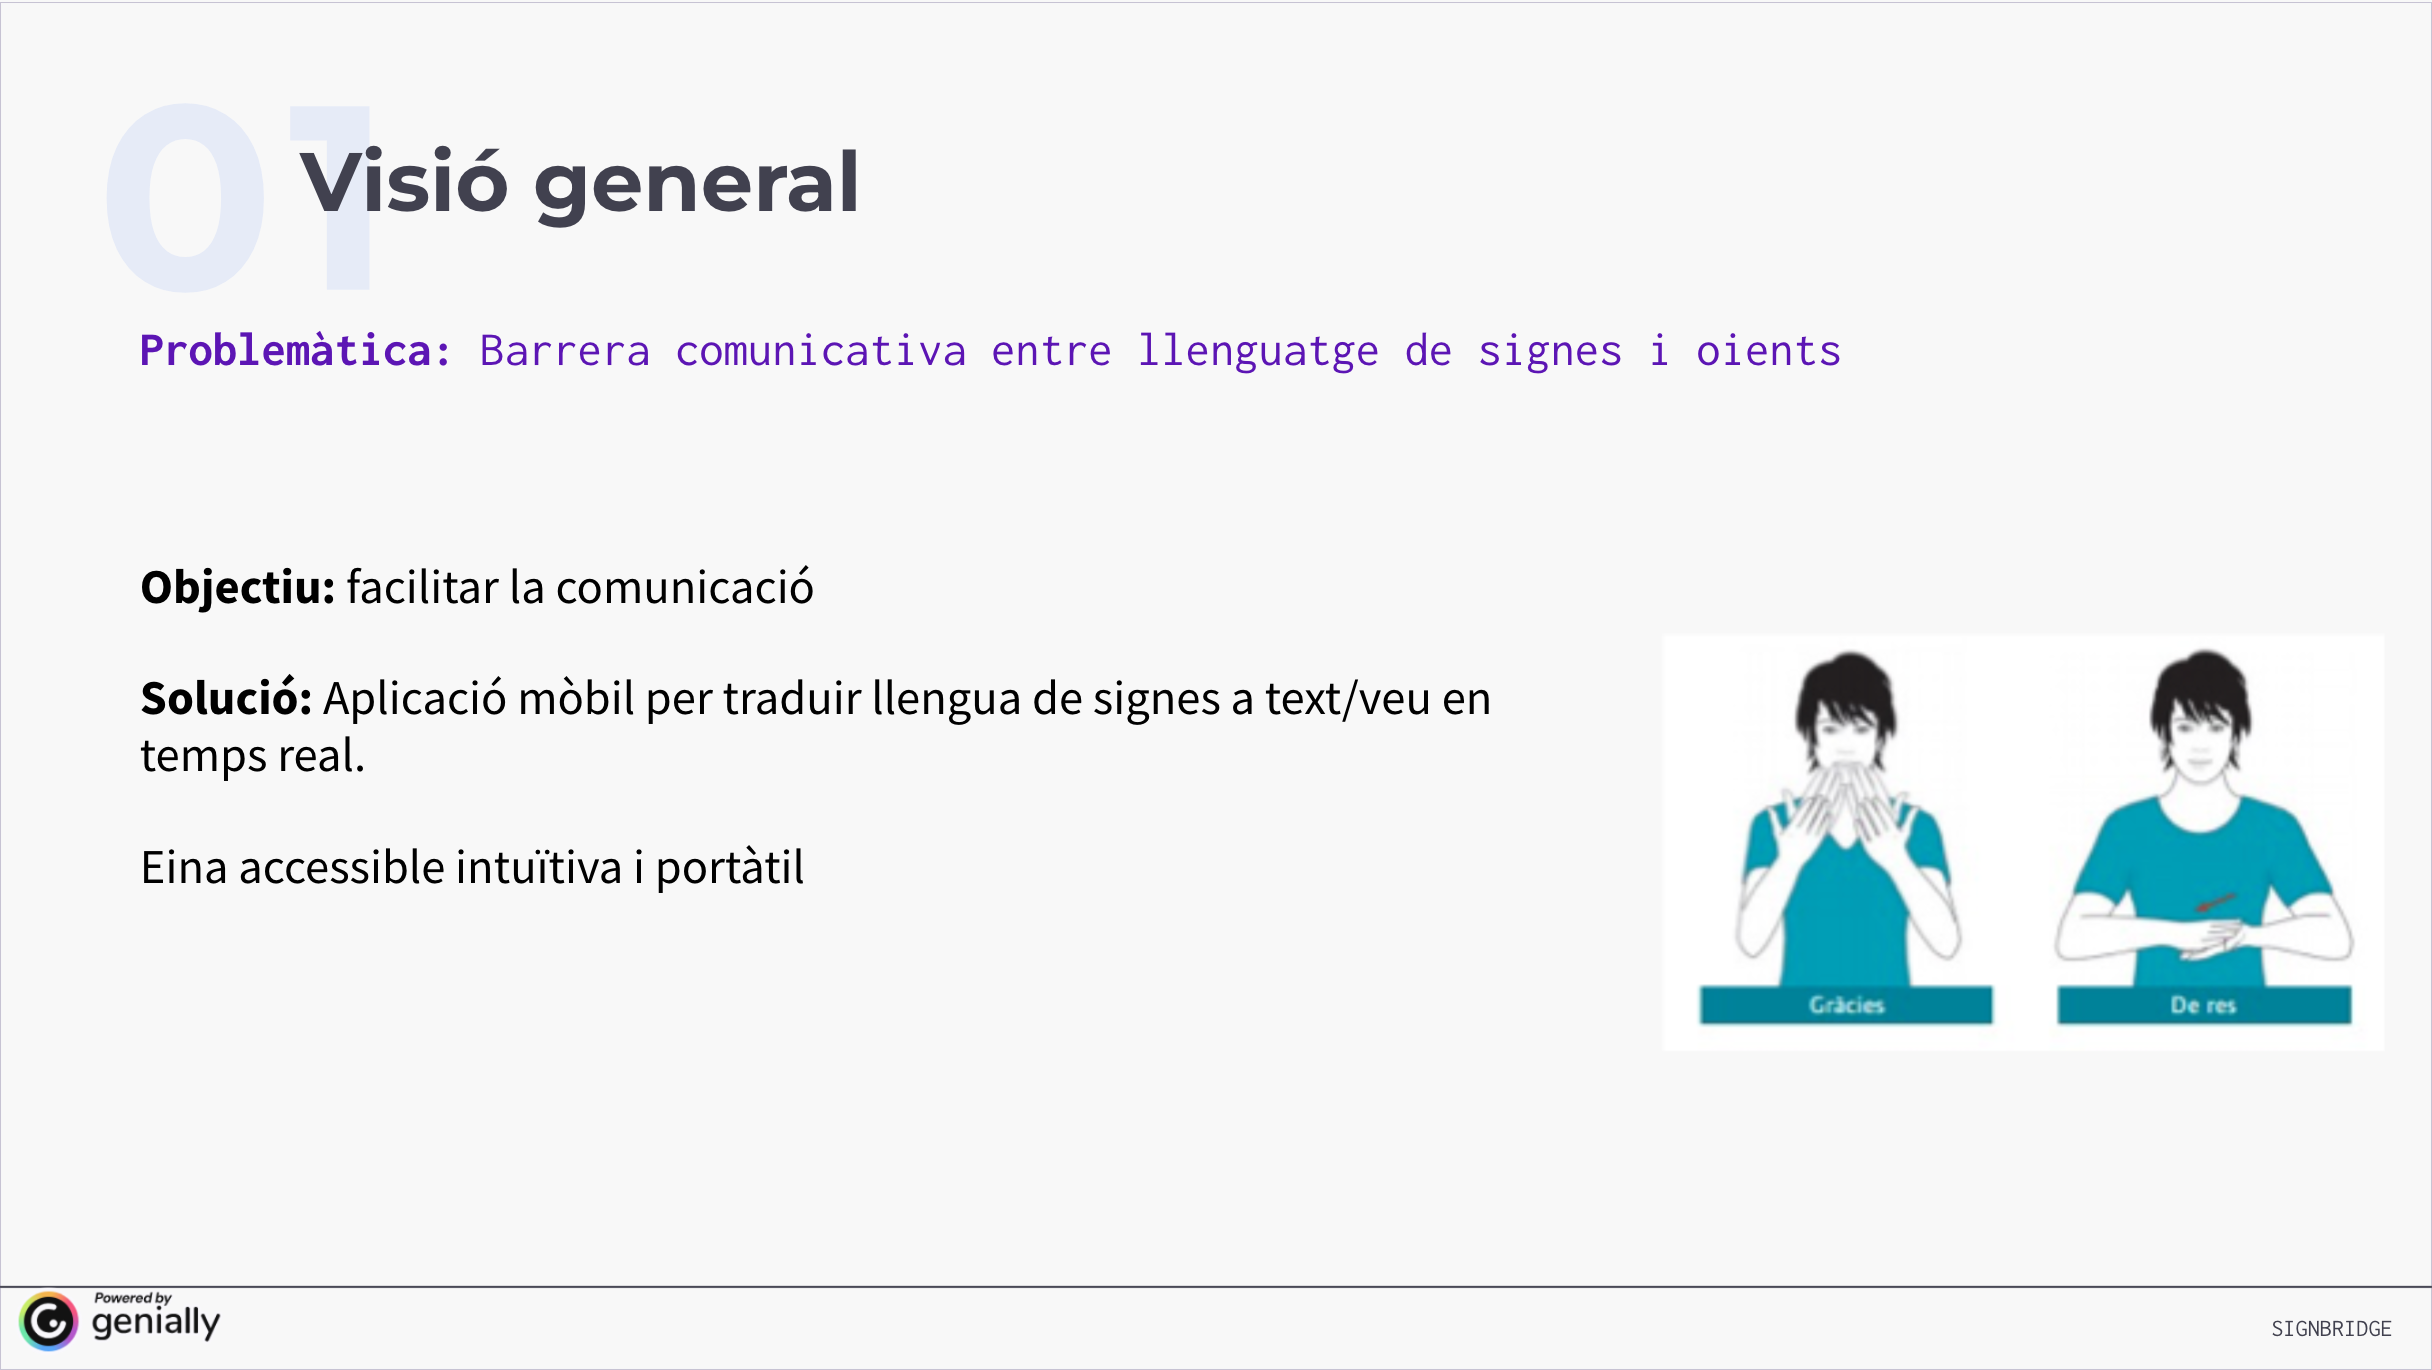 01
Visió general
Problemàtica: Barrera comunicativa entre llenguatge de signes i oients
Objectiu: facilitar la comunicació
Solució: Aplicació mòbil per traduir llengua de signes a text/veu en
temps real.
Eina accessible intuïtiva i portàtil
Gràcies
De res
Powered by
genially
SIGNBRIDGE